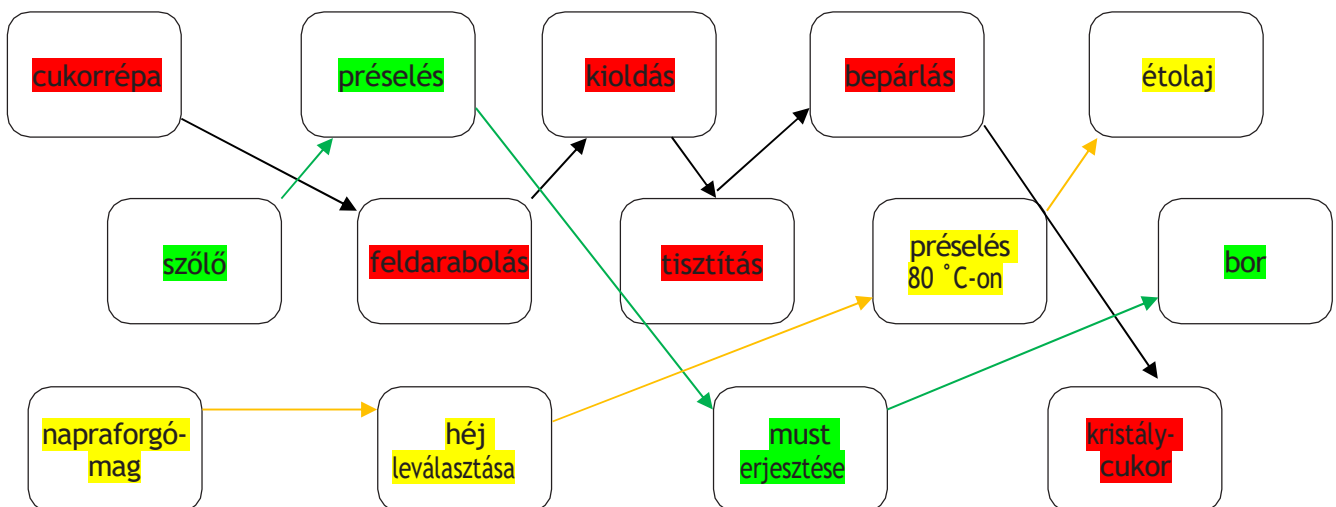 cukorrépa
préselés
kioldás
bepárlás
étolaj
szőlő
feldarabolás
tisztítás
préselés
80 ˚C-on
bor
napraforgó-
mag
héj
leválasztása
must
erjesztése
kristály-
cukor